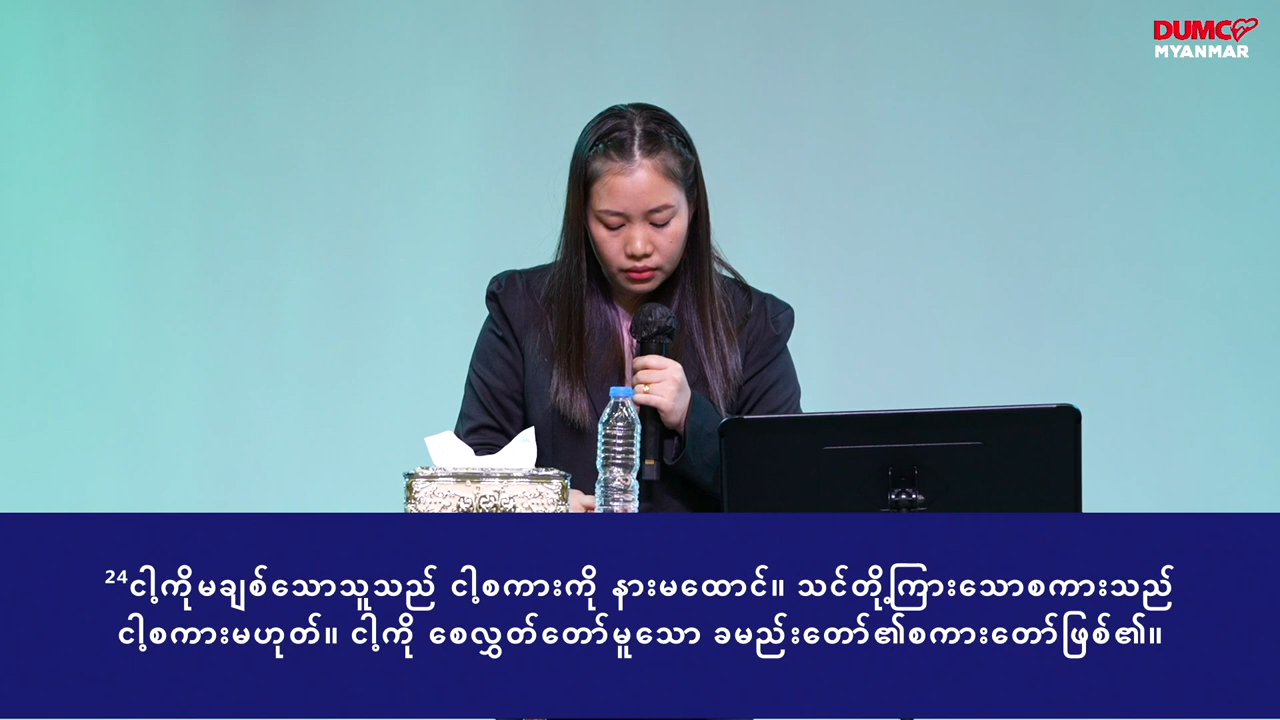 DUMC
MYANMAR
²⁴ငါ့ကိုမချစ်သောသူသည် ငါ့စကားကို နားမထောင်။ သင်တို့ကြားသောစကားသည်
ငါ့စကားမဟုတ်။ ငါ့ကို စေလွှတ်တော်မူသော ခမည်းတော်၏စကားတော်ဖြစ်၏။